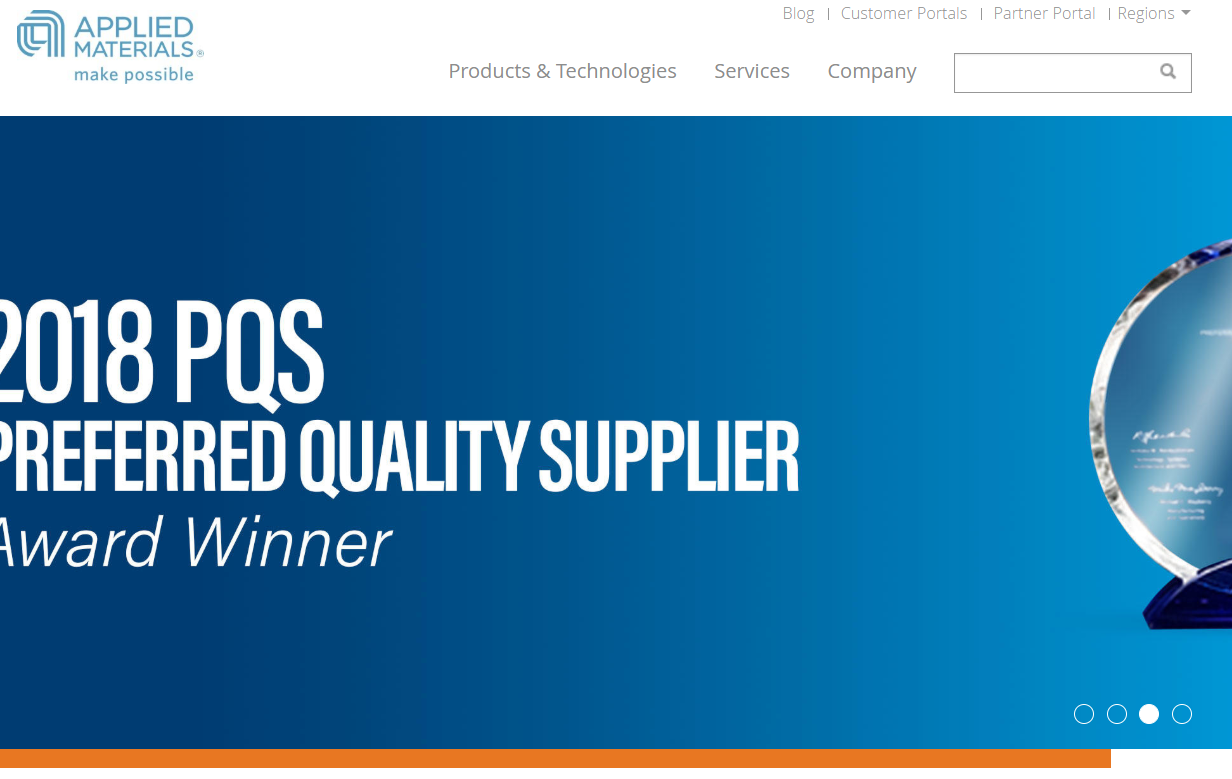 APPLIED
MATERIALS®
make possible
Blog
Customer Portals
Partner Portal
Regions
Products & Technologies
Services
Company
2018 PQS
PREFERRED QUALITY SUPPLIER
Award Winner